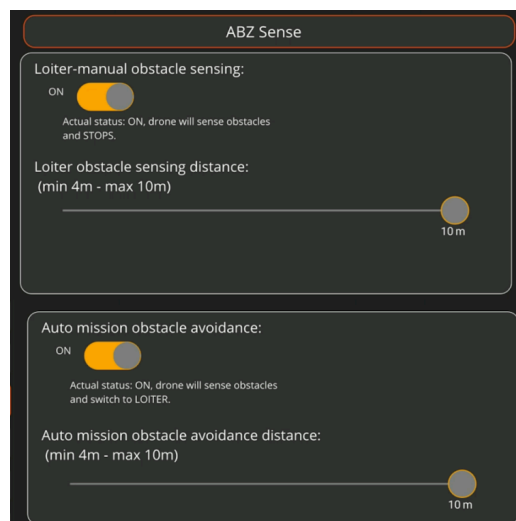 ABZ Sense
Loiter-manual obstacle sensing:
ON
Actual status: ON, drone will sense obstacles
and STOPS.
Loiter obstacle sensing distance:
(min 4m - max 10m)
10 m
Auto mission obstacle avoidance:
ON
Actual status: ON, drone will sense obstacles
and switch to LOITER.
Auto mission obstacle avoidance distance:
(min 4m - max 10m)
10 m